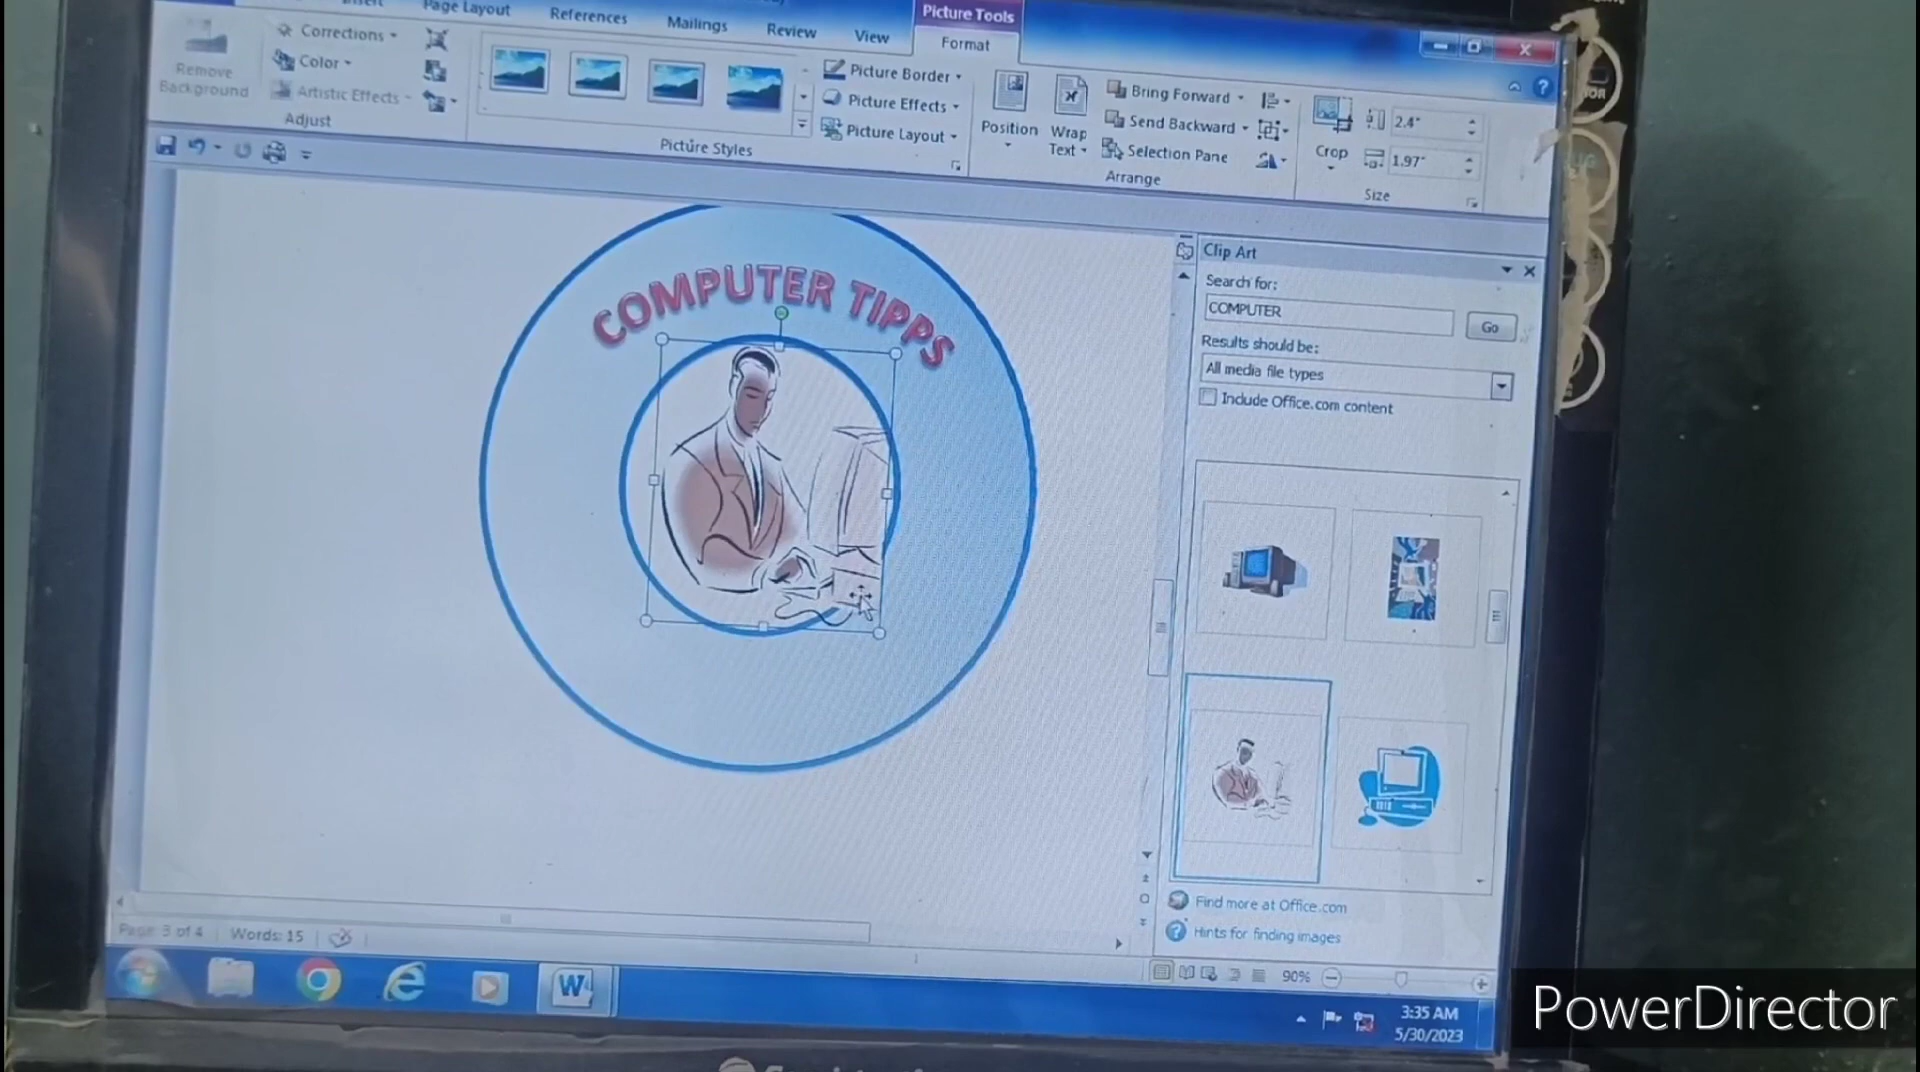 Picture Tools
Page Layout
References
Mailings
Review
View
Format
Remove
Background
Corrections
Color
Artistic Effects
Adjust
Picture Styles
Picture Border
Picture Effects
Picture Layout
Position
Wrap
Text
Bring Forward
Send Backward
Selection Pane
Arrange
Crop
2.4"
1.97"
Size
COMPUTER TIPPS
Clip Art
Search for:
COMPUTER
Go
Results should be:
All media file types
Include Office.com content
Find more at Office.com
Hints for finding images
Page: 3 of 4
Words: 15
90%
3:35 AM
5/30/2023
PowerDirector